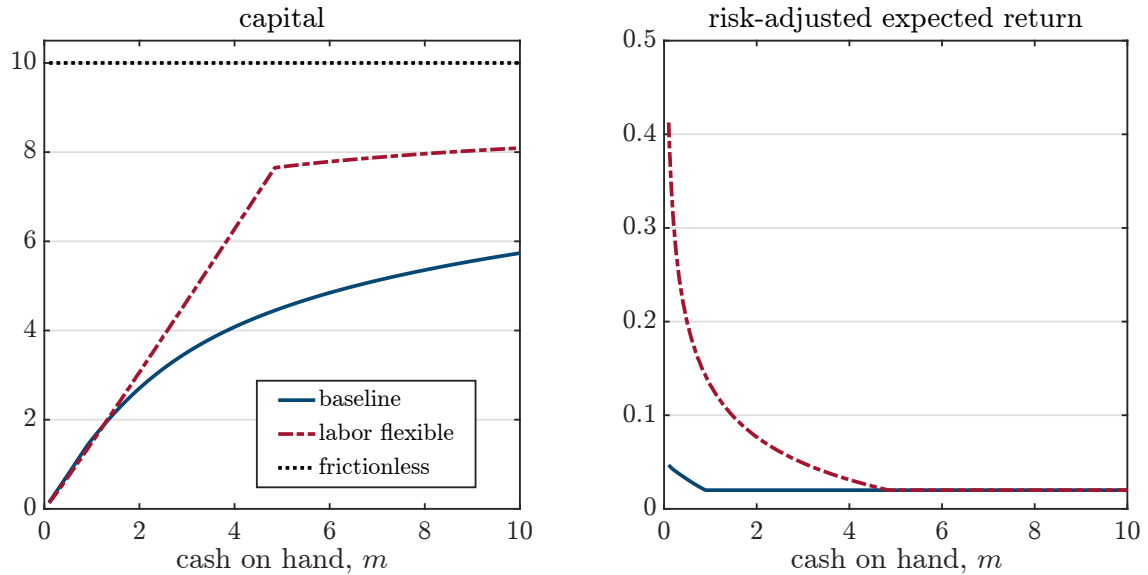 capital
10
8
6
4
2
0
0 2 4 6 8 10
cash on hand, m
baseline
labor flexible
frictionless
risk-adjusted expected return
0.5
0.4
0.3
0.2
0.1
0
0 2 4 6 8 10
cash on hand, m